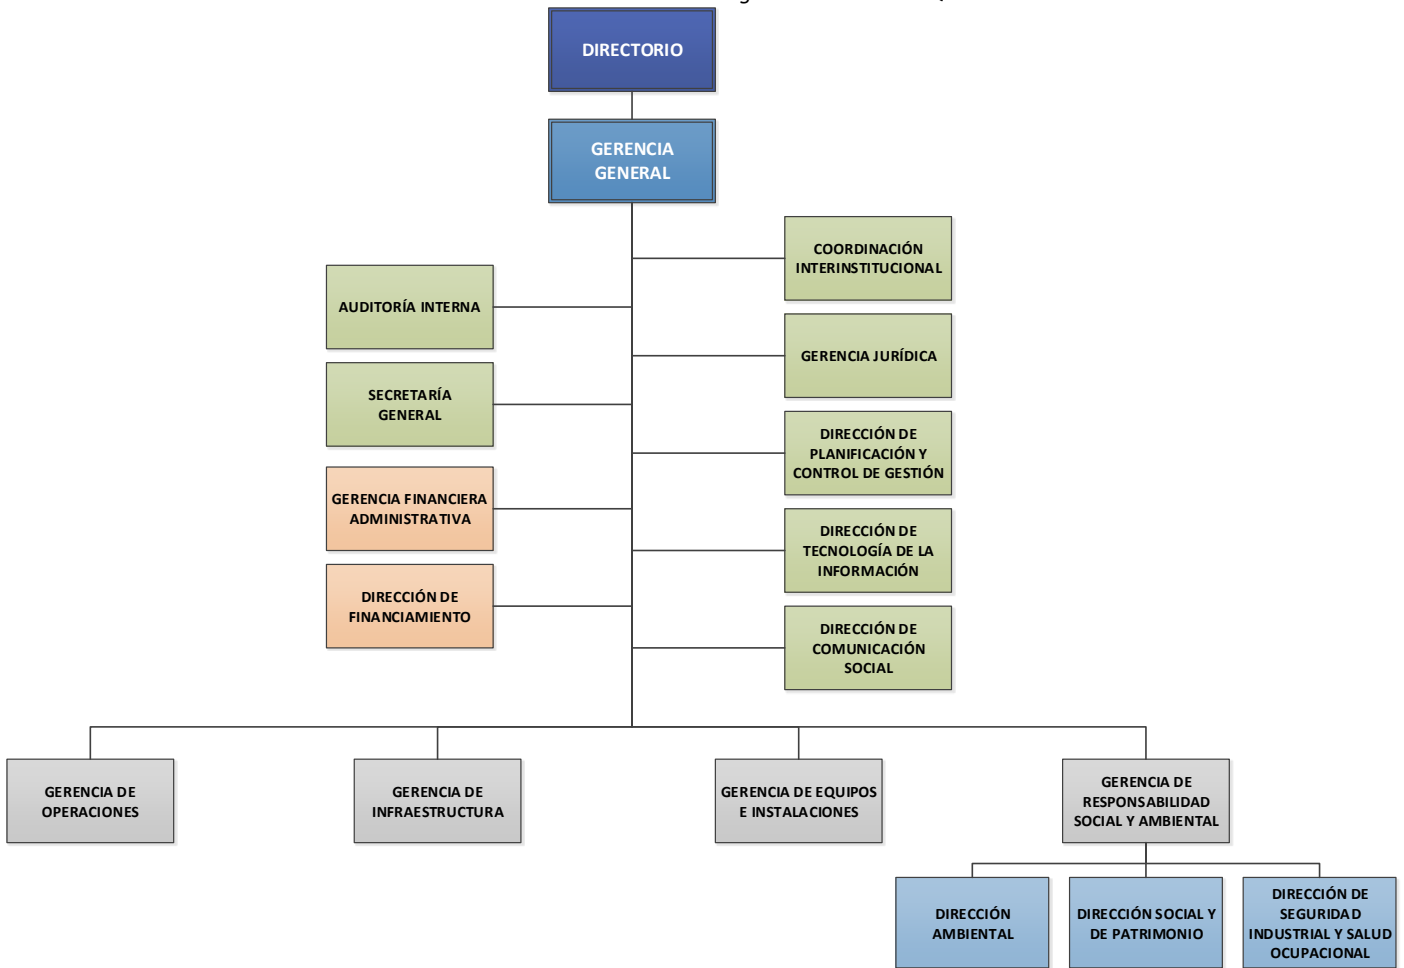 DIRECTORIO
GERENCIA
GENERAL
COORDINACIÓN
INTERINSTITUCIONAL
AUDITORÍA INTERNA
GERENCIA JURÍDICA
SECRETARÍA
GENERAL
DIRECCIÓN DE
PLANIFICACIÓN Y
CONTROL DE GESTIÓN
GERENCIA FINANCIERA
ADMINISTRATIVA
DIRECCIÓN DE
TECNOLOGÍA DE LA
INFORMACIÓN
DIRECCIÓN DE
FINANCIAMIENTO
DIRECCIÓN DE
COMUNICACIÓN
SOCIAL
GERENCIA DE
OPERACIONES
GERENCIA DE
INFRAESTRUCTURA
GERENCIA DE EQUIPOS
E INSTALACIONES
GERENCIA DE
RESPONSABILIDAD
SOCIAL Y AMBIENTAL
DIRECCIÓN
AMBIENTAL
DIRECCIÓN SOCIAL Y
DE PATRIMONIO
DIRECCIÓN DE
SEGURIDAD
INDUSTRIAL Y SALUD
OCUPACIONAL